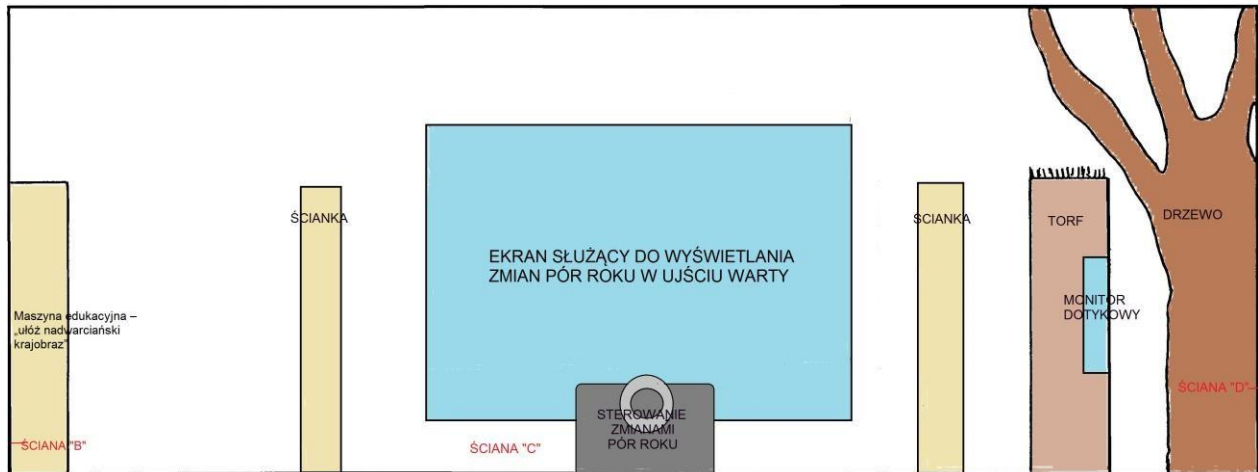 ŚCIANKA
EKRAN SŁUŻĄCY DO WYŚWIETLANIA
ZMIAN PÓR ROKU W UJŚCIU WARTY
ŚCIANKA
TORF
DRZEWO
Maszyna edukacyjna –
„ułóż nadwarciański
krajobraz”
MONITOR
DOTYKOWY
STEROWANIE
ZMIANAMI
PÓR ROKU
ŚCIANA "B"
ŚCIANA "C"
ŚCIANA "D"